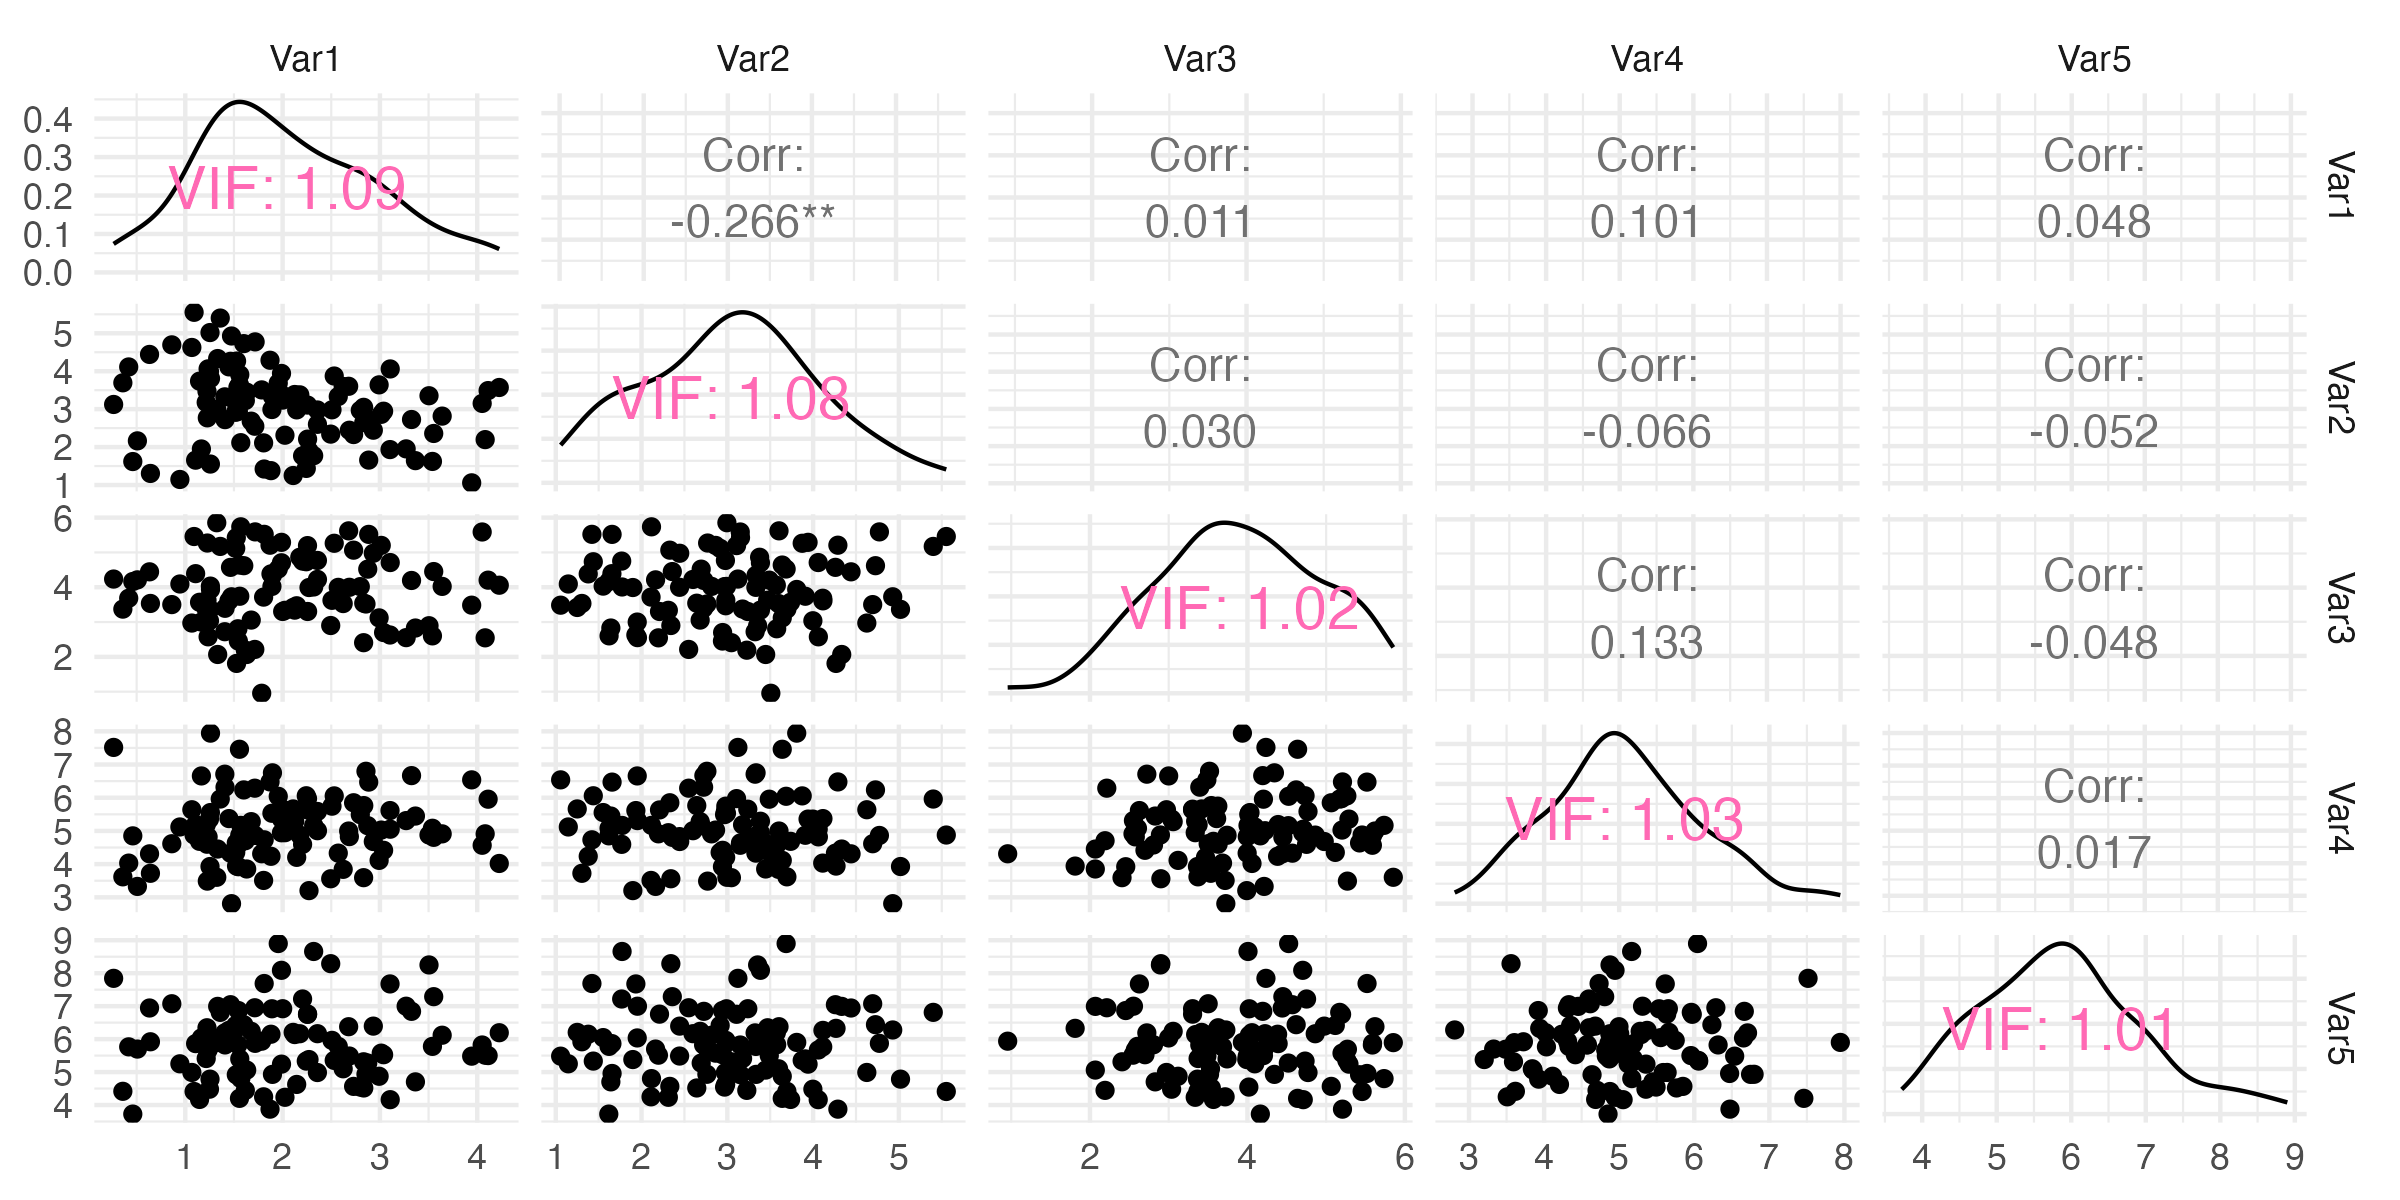 Var1 Var2 Var3 Var4 Var5
0.4
0.3
0.2
0.1
0.0
VIF: 1.09
Corr:
-0.266**
Corr:
0.011
Corr:
0.101
Corr:
0.048
Var1
5
4
3
2
1
VIF: 1.08
Corr:
0.030
Corr:
-0.066
Corr:
-0.052
Var2
6
4
2
VIF: 1.02
Corr:
0.133
Corr:
-0.048
Var3
8
7
6
5
4
3
VIF: 1.03
Corr:
0.017
Var4
9
8
7
6
5
4
VIF: 1.01
Var5
1 2 3 4 1 2 3 4 5 2 4 6 3 4 5 6 7 8 4 5 6 7 8 9